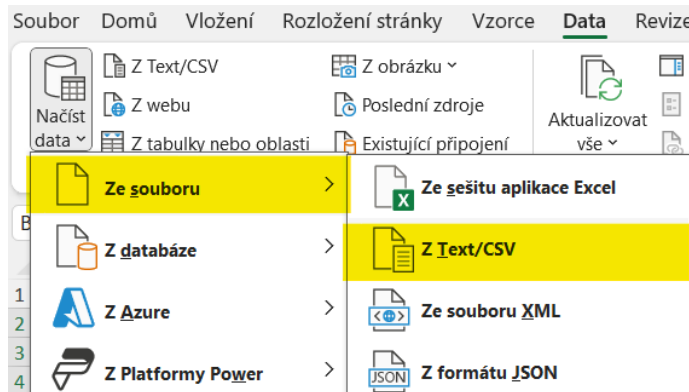 Soubor Domů Vložení Rozložení stránky Vzorce Data Revize
Z Text/CSV
Z obrázku
Z webu
Poslední zdroje
Z tabulky nebo oblasti
Existující připojení
Načíst
data
Aktualizovat
vše
Ze souboru
Ze sešitu aplikace Excel
Z databáze
Z Text/CSV
Z Azure
Ze souboru XML
Z Platformy Power
JSON
Z formátu JSON
B
1
2
3
4